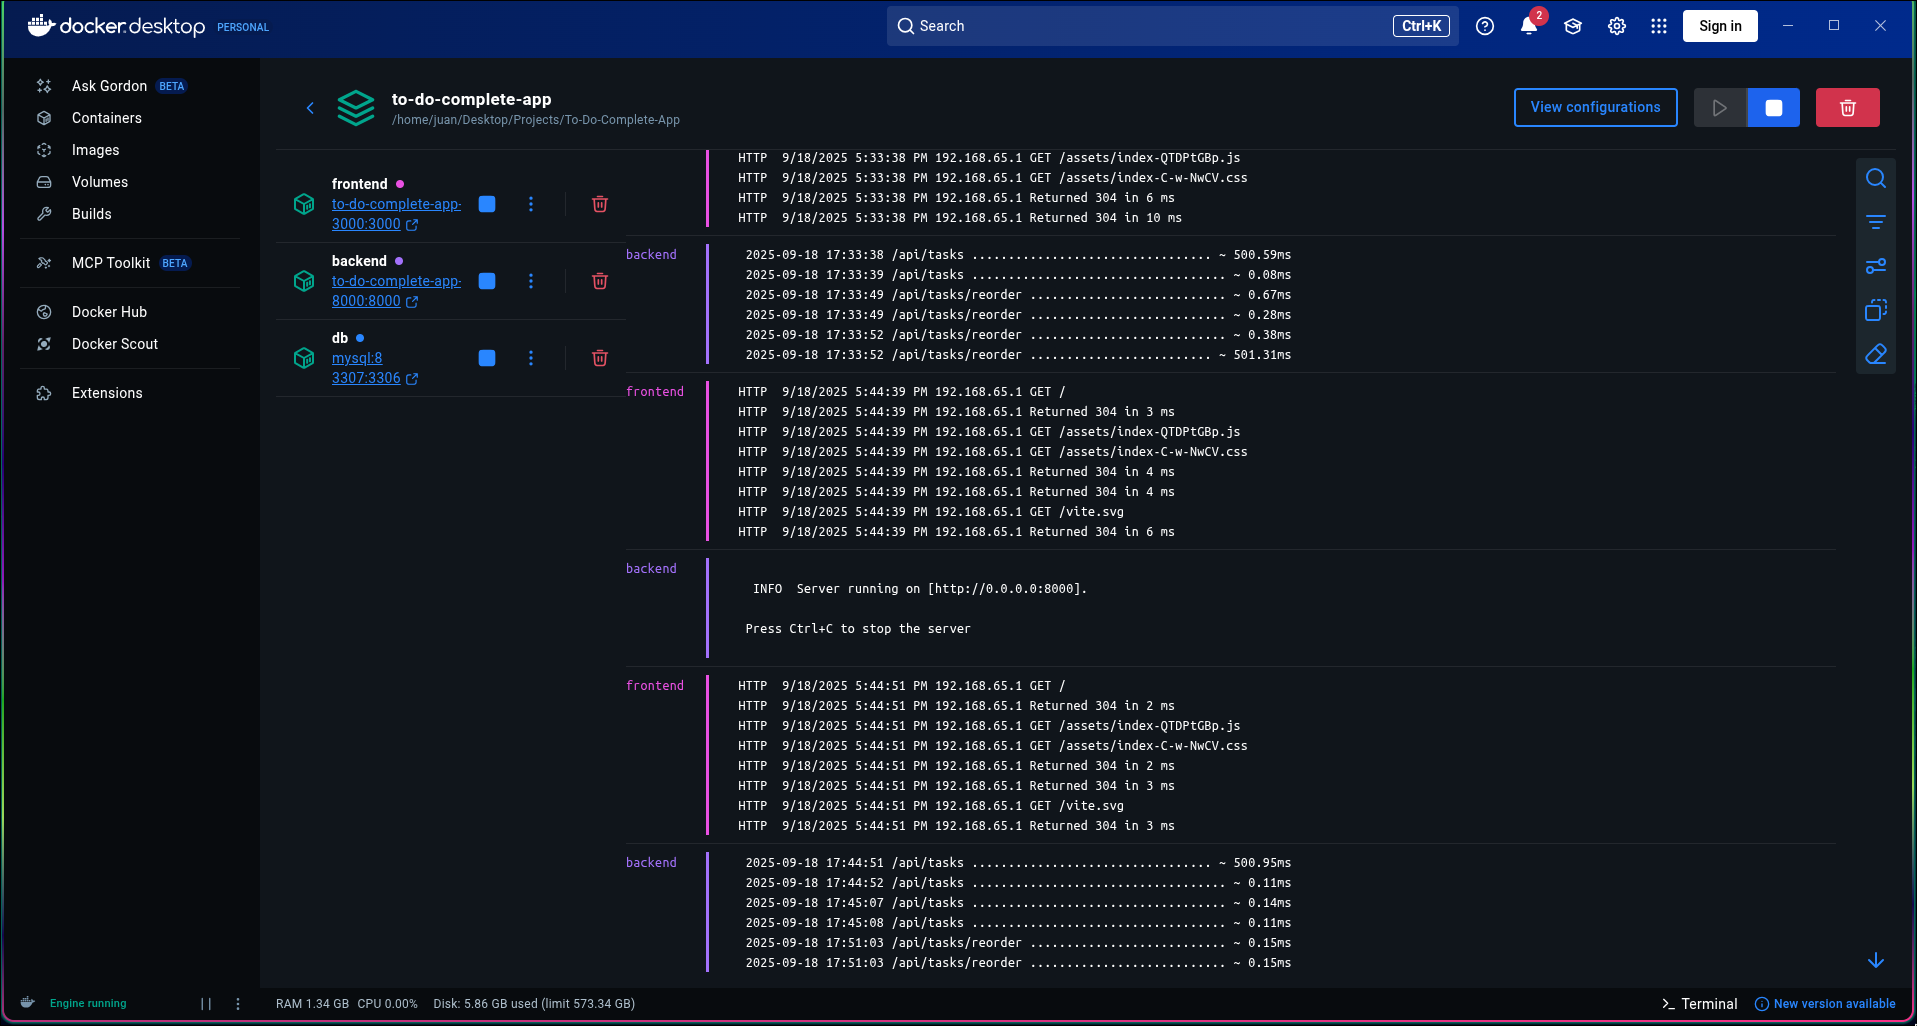 docker desktop PERSONAL
Search Ctrl+K
2
Sign in
Ask Gordon BETA
Containers
Images
Volumes
Builds
MCP Toolkit BETA
Docker Hub
Docker Scout
Extensions
to-do-complete-app
/home/juan/Desktop/Projects/To-Do-Complete-App
View configurations
frontend
to-do-complete-app-
3000:3000
backend
to-do-complete-app-
8000:8000
db
mysql:8
3307:3306
HTTP  9/18/2025 5:33:38 PM 192.168.65.1 GET /assets/index-QTDPtGBp.js
HTTP  9/18/2025 5:33:38 PM 192.168.65.1 GET /assets/index-C-w-NwCV.css
HTTP  9/18/2025 5:33:38 PM 192.168.65.1 Returned 304 in 6 ms
HTTP  9/18/2025 5:33:38 PM 192.168.65.1 Returned 304 in 10 ms
backend 2025-09-18 17:33:38 /api/tasks ................................. ~ 500.59ms
2025-09-18 17:33:39 /api/tasks ................................... ~ 0.08ms
2025-09-18 17:33:49 /api/tasks/reorder ........................... ~ 0.67ms
2025-09-18 17:33:49 /api/tasks/reorder ........................... ~ 0.28ms
2025-09-18 17:33:52 /api/tasks/reorder ........................... ~ 0.38ms
2025-09-18 17:33:52 /api/tasks/reorder ......................... ~ 501.31ms
frontend HTTP  9/18/2025 5:44:39 PM 192.168.65.1 GET /
HTTP  9/18/2025 5:44:39 PM 192.168.65.1 Returned 304 in 3 ms
HTTP  9/18/2025 5:44:39 PM 192.168.65.1 GET /assets/index-QTDPtGBp.js
HTTP  9/18/2025 5:44:39 PM 192.168.65.1 GET /assets/index-C-w-NwCV.css
HTTP  9/18/2025 5:44:39 PM 192.168.65.1 Returned 304 in 4 ms
HTTP  9/18/2025 5:44:39 PM 192.168.65.1 Returned 304 in 4 ms
HTTP  9/18/2025 5:44:39 PM 192.168.65.1 GET /vite.svg
HTTP  9/18/2025 5:44:39 PM 192.168.65.1 Returned 304 in 6 ms
backend
INFO  Server running on [http://0.0.0.0:8000].
Press Ctrl+C to stop the server
frontend HTTP  9/18/2025 5:44:51 PM 192.168.65.1 GET /
HTTP  9/18/2025 5:44:51 PM 192.168.65.1 Returned 304 in 2 ms
HTTP  9/18/2025 5:44:51 PM 192.168.65.1 GET /assets/index-QTDPtGBp.js
HTTP  9/18/2025 5:44:51 PM 192.168.65.1 GET /assets/index-C-w-NwCV.css
HTTP  9/18/2025 5:44:51 PM 192.168.65.1 Returned 304 in 2 ms
HTTP  9/18/2025 5:44:51 PM 192.168.65.1 Returned 304 in 3 ms
HTTP  9/18/2025 5:44:51 PM 192.168.65.1 GET /vite.svg
HTTP  9/18/2025 5:44:51 PM 192.168.65.1 Returned 304 in 3 ms
backend 2025-09-18 17:44:51 /api/tasks ................................. ~ 500.95ms
2025-09-18 17:44:52 /api/tasks ................................... ~ 0.11ms
2025-09-18 17:45:07 /api/tasks ................................... ~ 0.14ms
2025-09-18 17:45:08 /api/tasks ................................... ~ 0.11ms
2025-09-18 17:51:03 /api/tasks/reorder ........................... ~ 0.15ms
2025-09-18 17:51:03 /api/tasks/reorder ........................... ~ 0.15ms
Engine running
RAM 1.34 GB CPU 0.00% Disk: 5.86 GB used (limit 573.34 GB)
Terminal
New version available